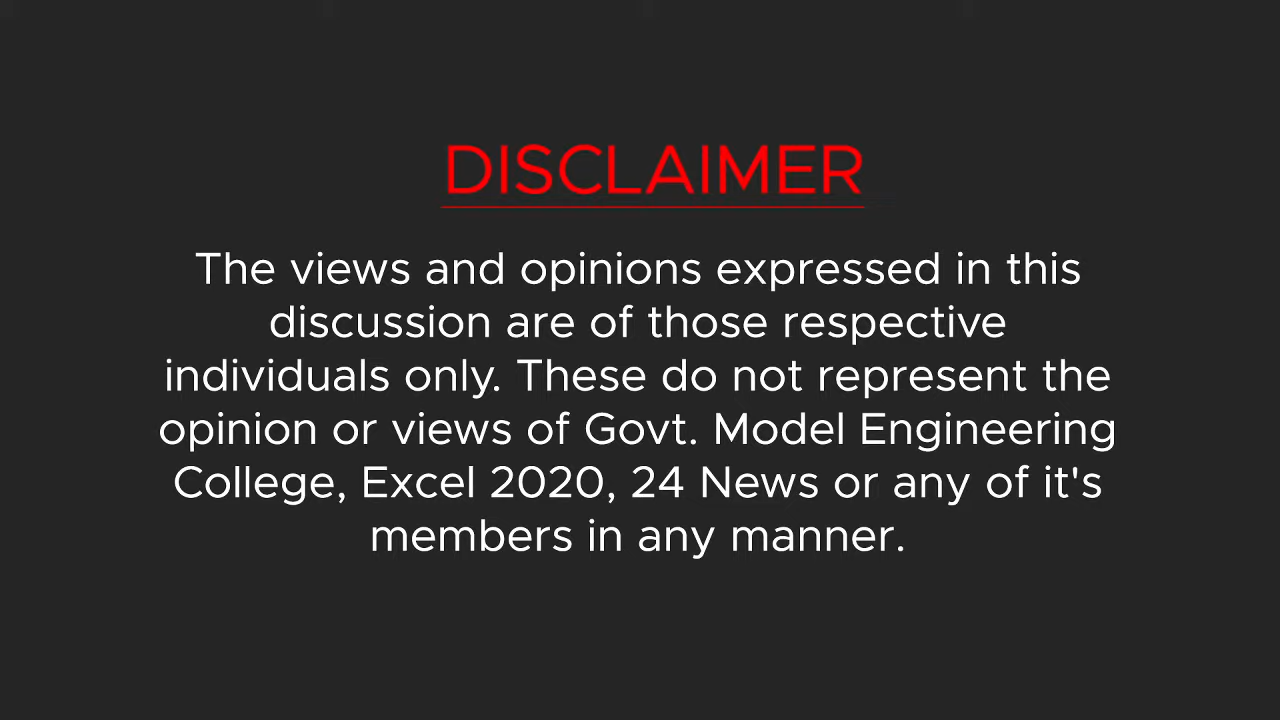 DISCLAIMER
The views and opinions expressed in this
discussion are of those respective
individuals only. These do not represent the
opinion or views of Govt. Model Engineering
College, Excel 2020, 24 News or any of it's
members in any manner.